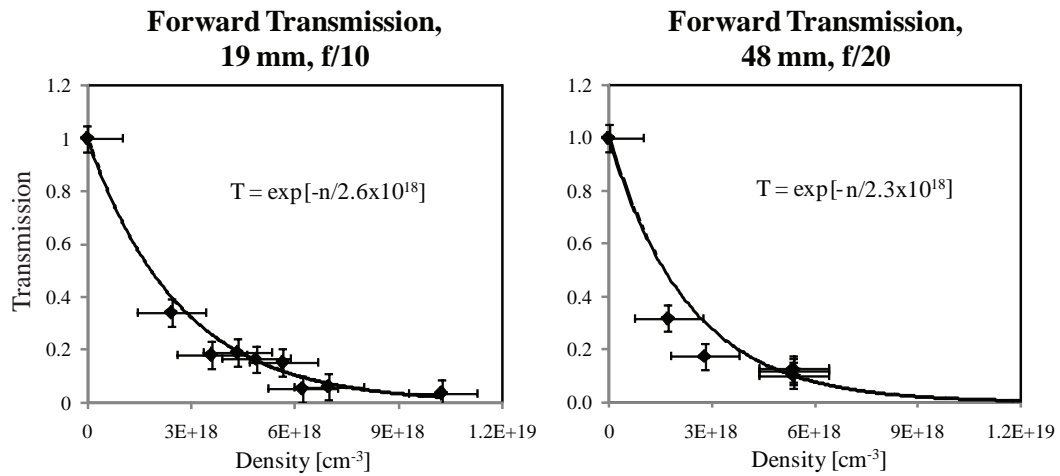 Forward Transmission,
19 mm, f/10
1.2
1
0.8
0.6
0.4
0.2
0
Transmission
T = exp[-n/2.6x10¹⁸]
0 3E+18 6E+18 9E+18 1.2E+19
Density [cm⁻³]
Forward Transmission,
48 mm, f/20
1.2
1.0
0.8
0.6
0.4
0.2
0.0
T = exp[-n/2.3x10¹⁸]
0 3E+18 6E+18 9E+18 1.2E+19
Density [cm⁻³]